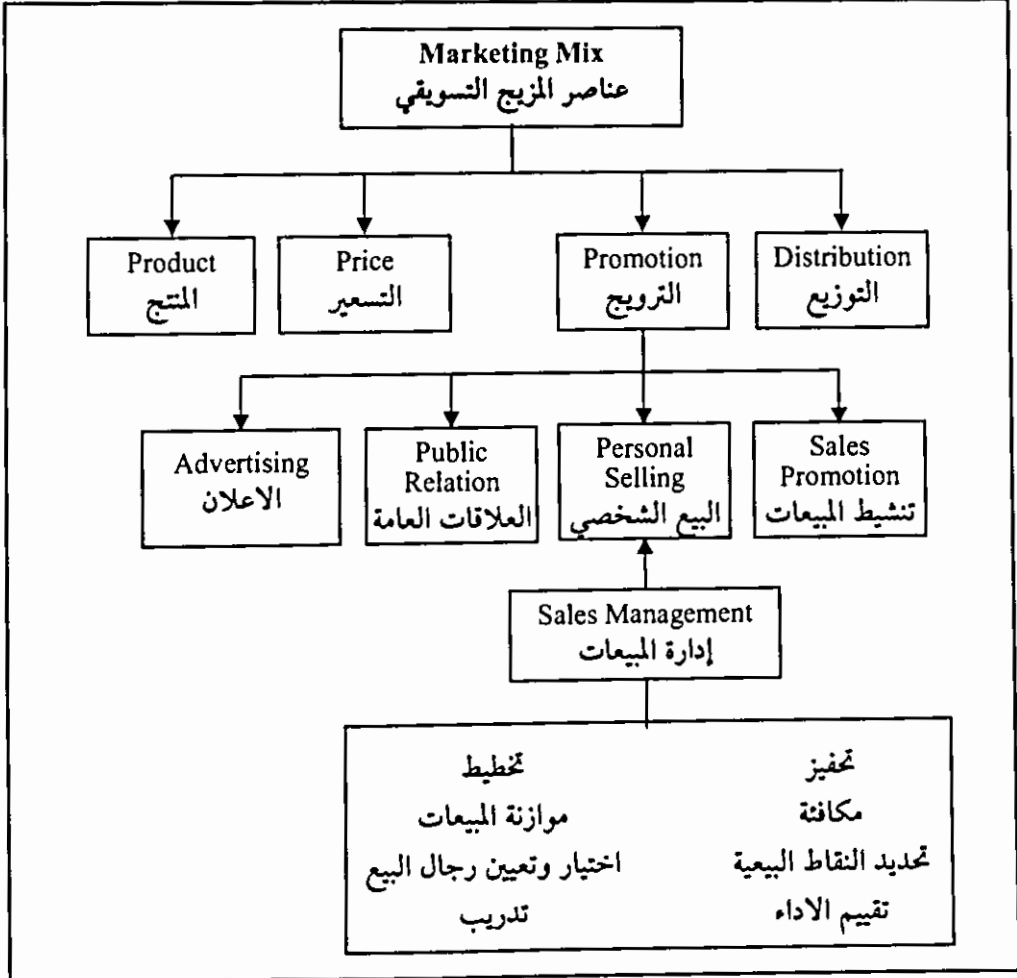 Marketing Mix
عناصر المزيج التسويقي
Product
المنتج
Price
التسعير
Promotion
الترويج
Distribution
التوزيع
Advertising
الاعلان
Public
Relation
العلاقات العامة
Personal
Selling
البيع الشخصي
Sales
Promotion
تنشيط المبيعات
Sales Management
إدارة المبيعات
تحفيز
مكافئة
تحديد النقاط البيعية
تقييم الاداء
تخطيط
موازنة المبيعات
اختيار وتعيين رجال البيع
تدريب